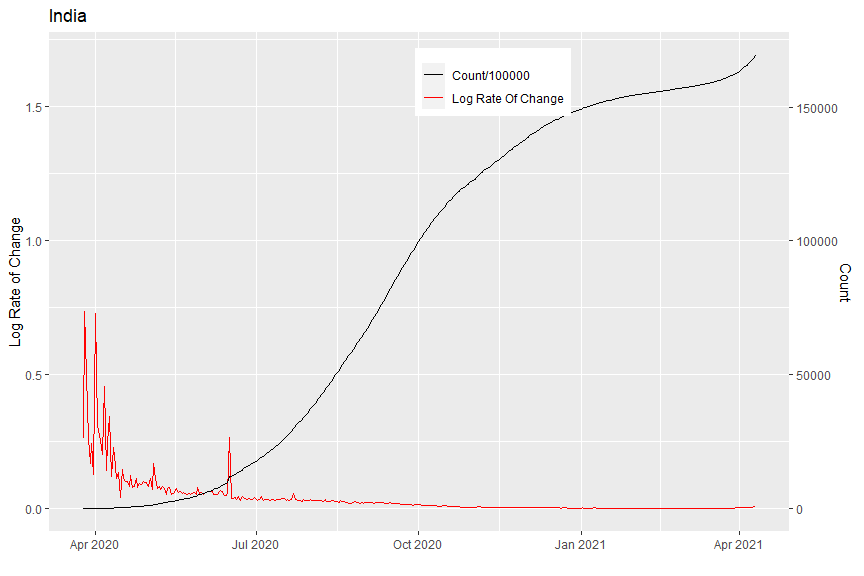 India
Count/100000
Log Rate Of Change
Log Rate of Change
1.5
1.0
0.5
0.0
150000
100000
50000
0
Count
Apr 2020
Jul 2020
Oct 2020
Jan 2021
Apr 2021